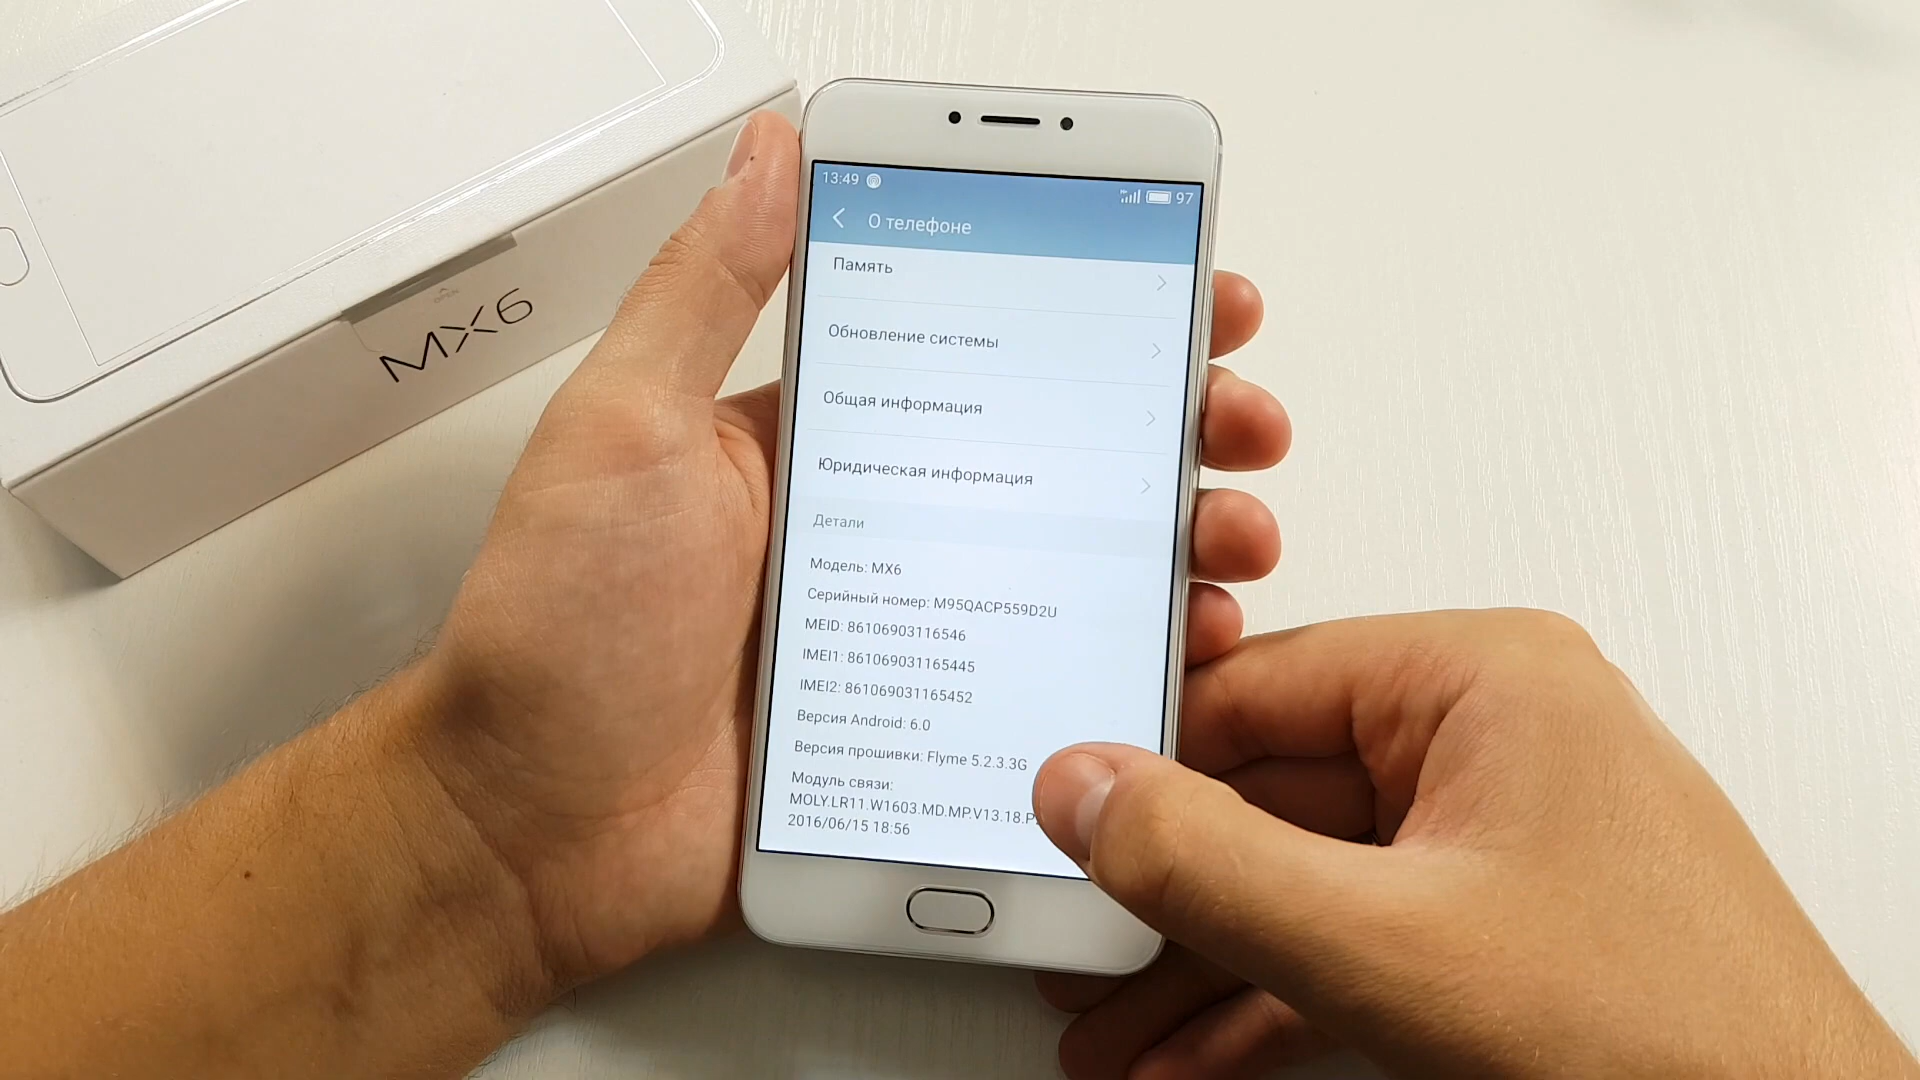 OPEN
MX6
13:49
97
О телефоне
Память
Обновление системы
Общая информация
Юридическая информация
Детали
Модель: MX6
Серийный номер: M95QACP559D2U
MEID: 86106903116546
IMEI1: 861069031165445
IMEI2: 861069031165452
Версия Android: 6.0
Версия прошивки: Flyme 5.2.3.3G
Модуль связи:
MOLY.LR11.W1603.MD.MP.V13.18.P
2016/06/15 18:56